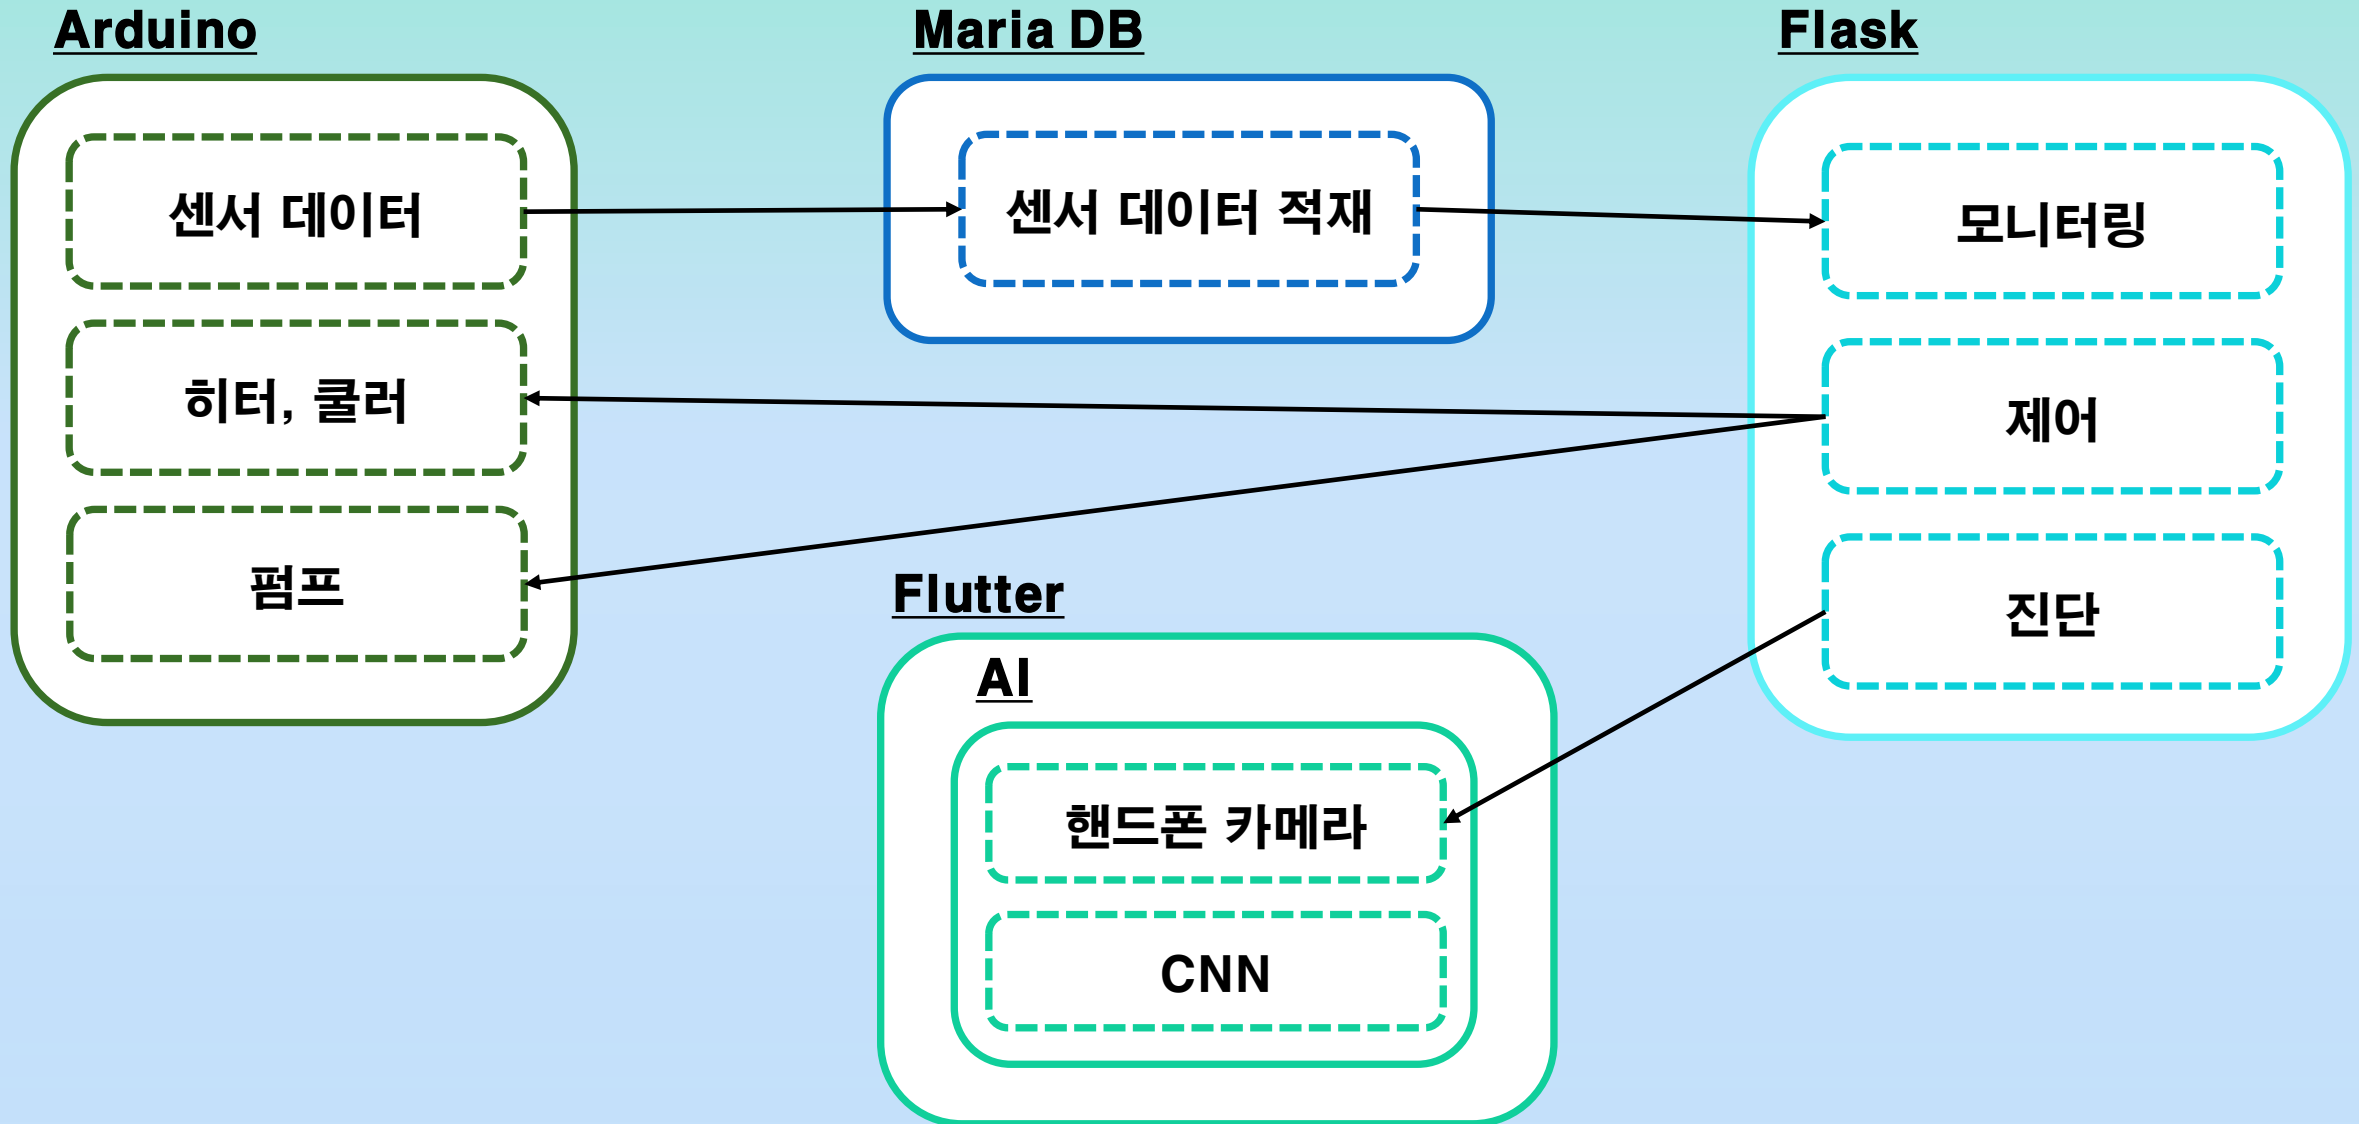 Arduino
센서 데이터
히터, 쿨러
펌프
Maria DB
센서 데이터 적재
Flask
모니터링
제어
진단
Flutter
AI
핸드폰 카메라
CNN